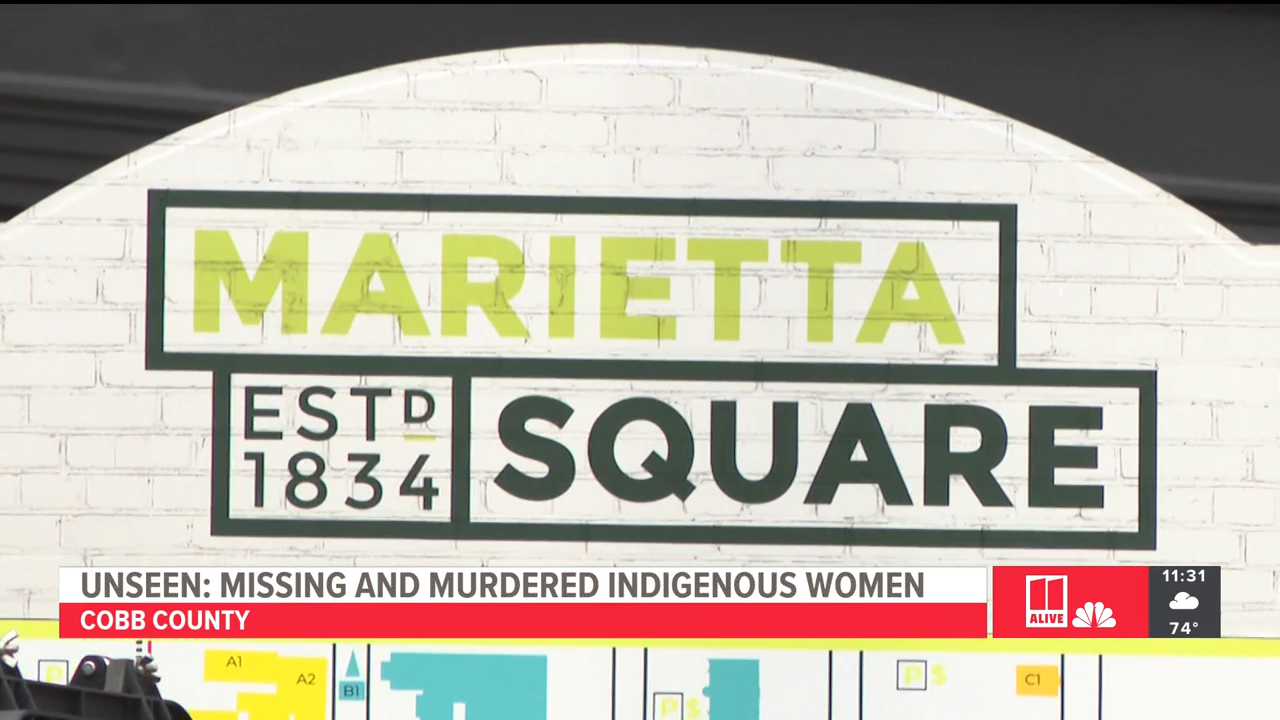 MARIETTA
ESTD
1834
SQUARE
UNSEEN: MISSING AND MURDERED INDIGENOUS WOMEN
COBB COUNTY
11
ALIVE
11:31
74°
A1
A2
B1
P
P $
P $
C1